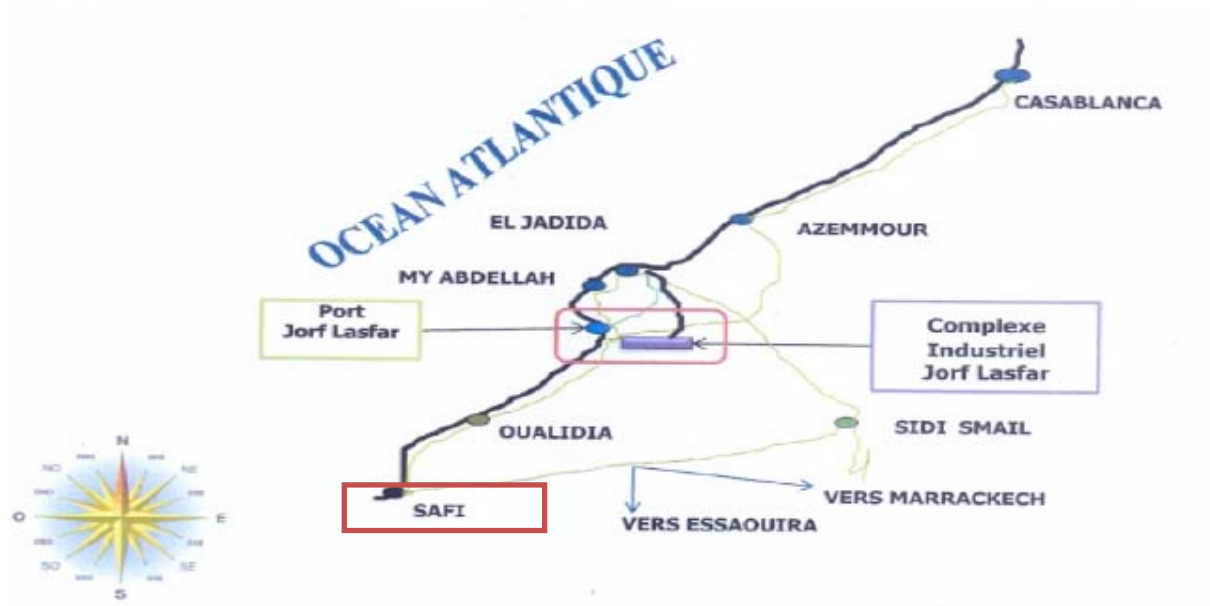 OCEAN ATLANTIQUE
CASABLANCA
EL JADIDA
AZEMMOUR
MY ABDELLAH
Port
Jorf Lasfar
Complexe
Industriel
Jorf Lasfar
OUALIDIA
SIDI SMAIL
SAFI
VERS MARRACKECH
VERS ESSAOUIRA
N
NO
NE
O
E
SO
SE
S